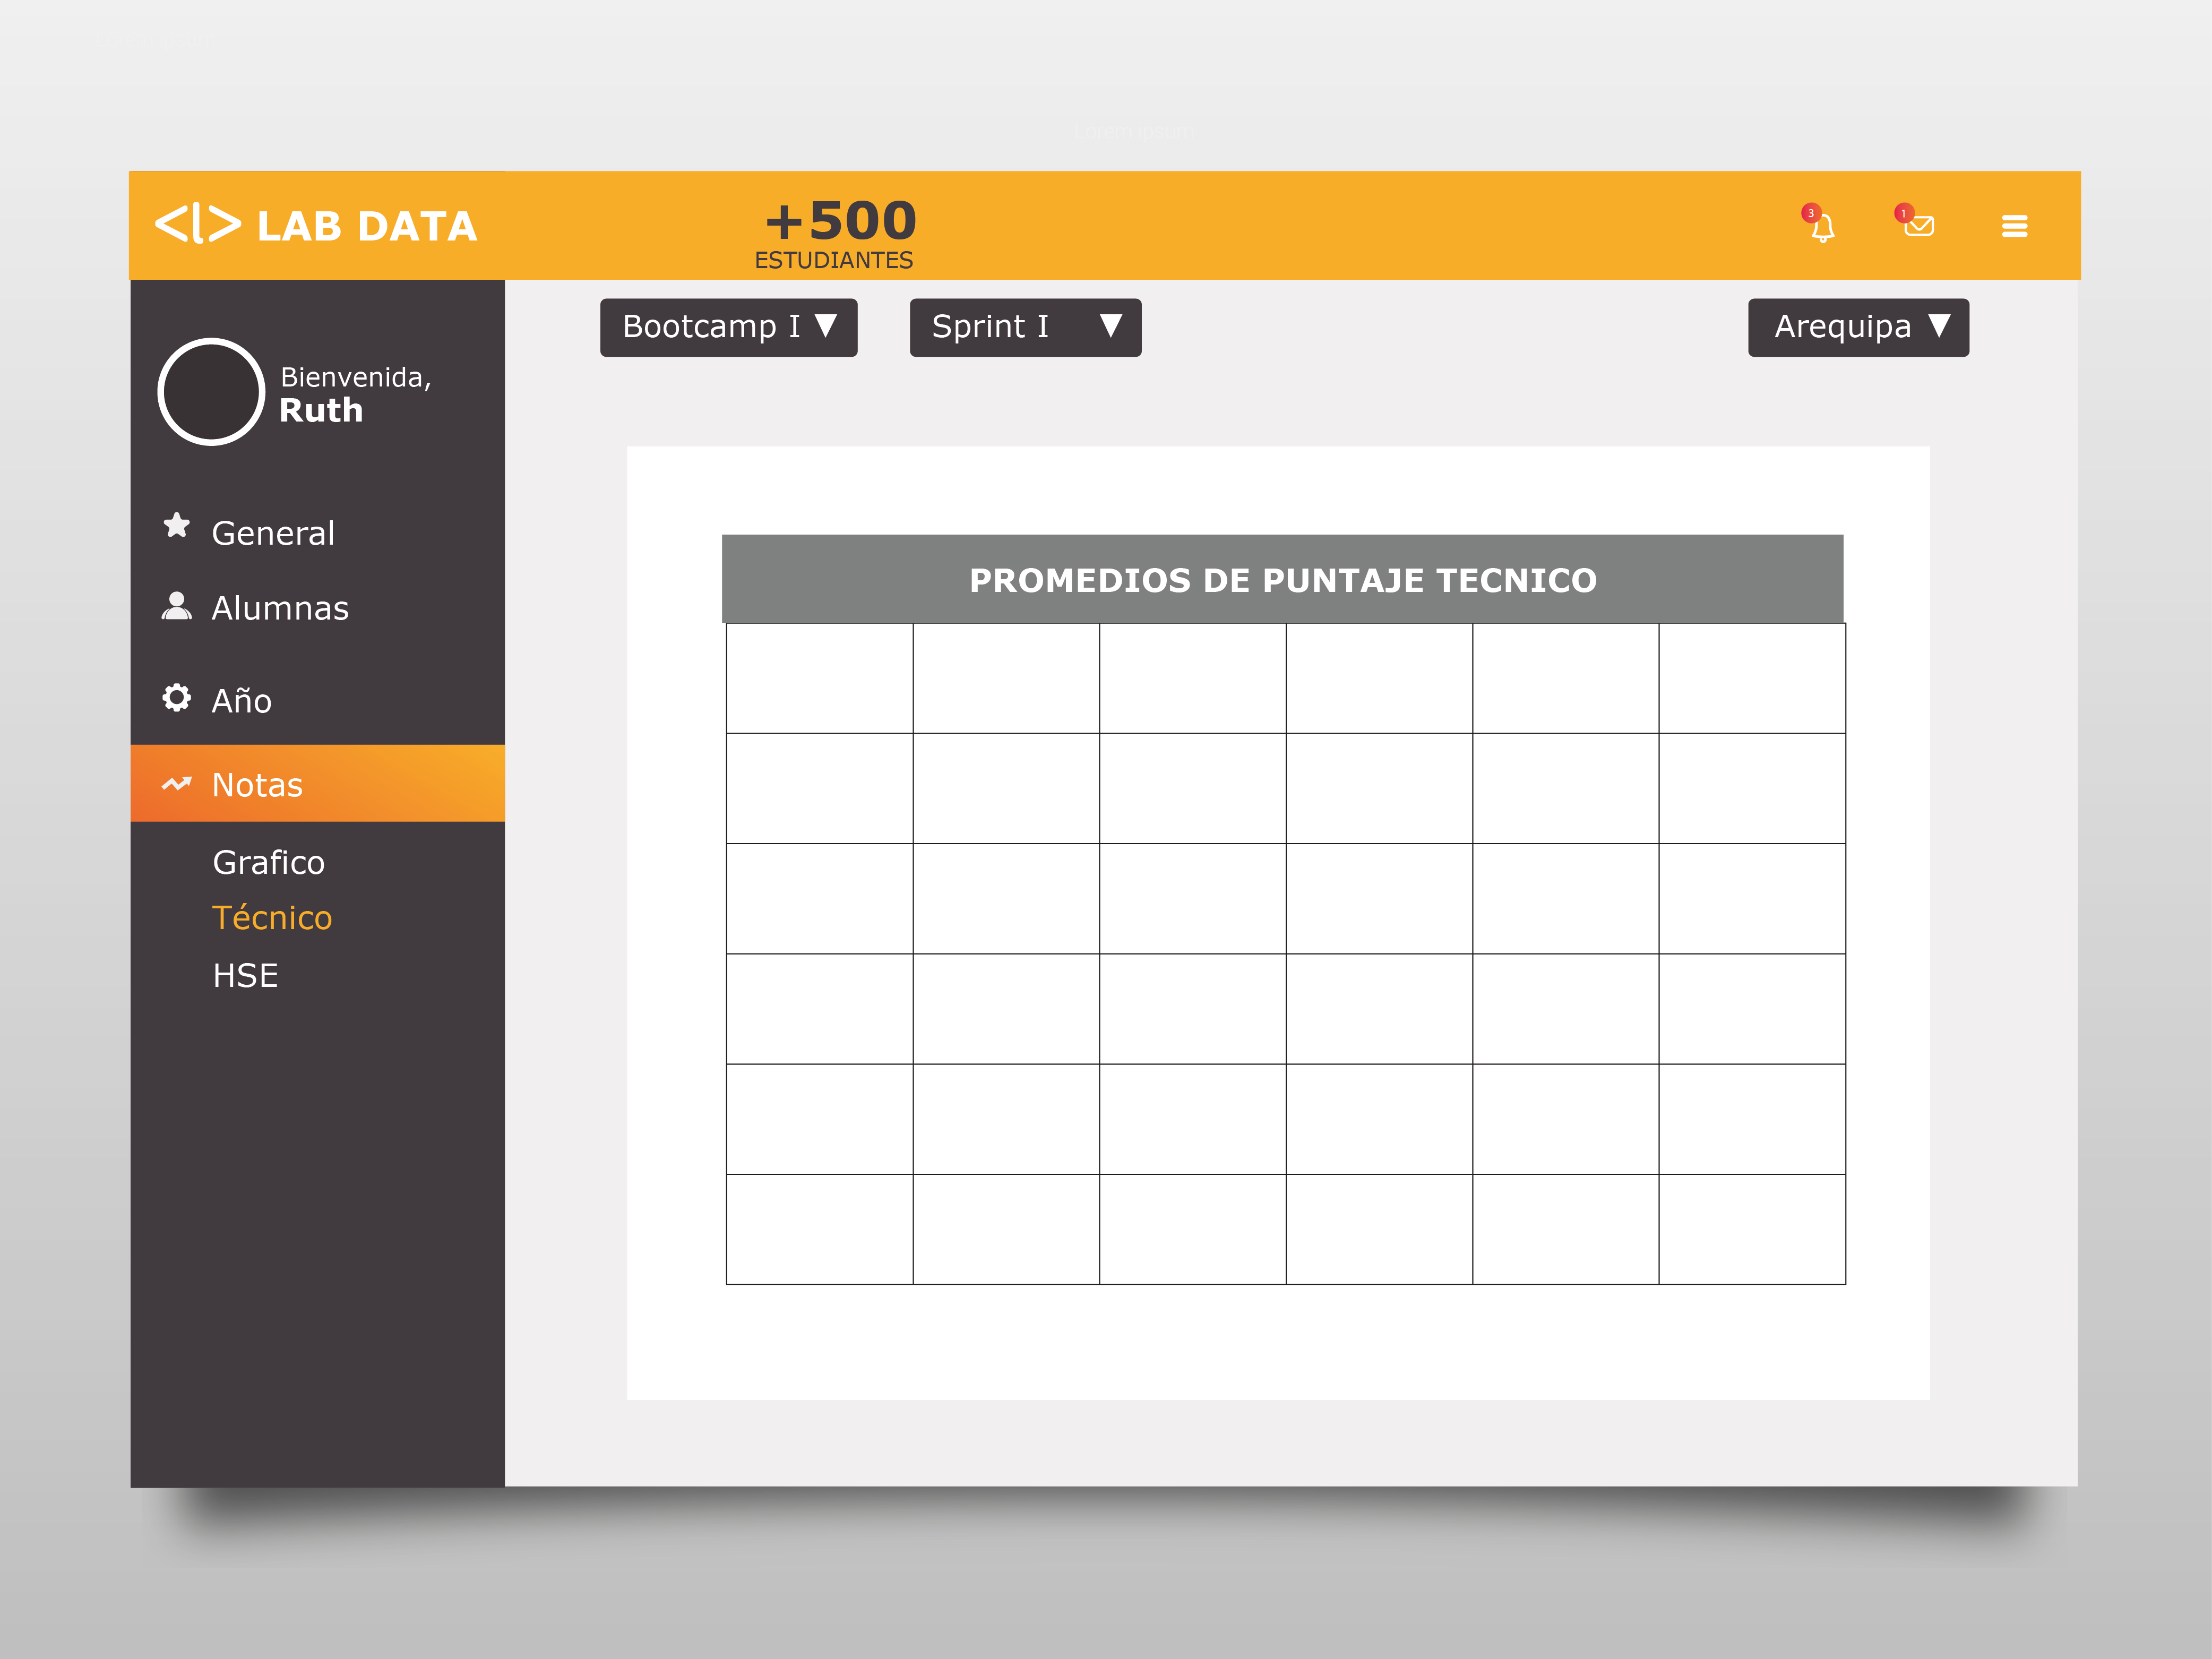 <l> LAB DATA
+500
ESTUDIANTES
3
1
Bootcamp I ▼
Sprint I ▼
Arequipa ▼
Bienvenida,
Ruth
General
Alumnas
Año
Notas
Grafico
Técnico
HSE
PROMEDIOS DE PUNTAJE TECNICO